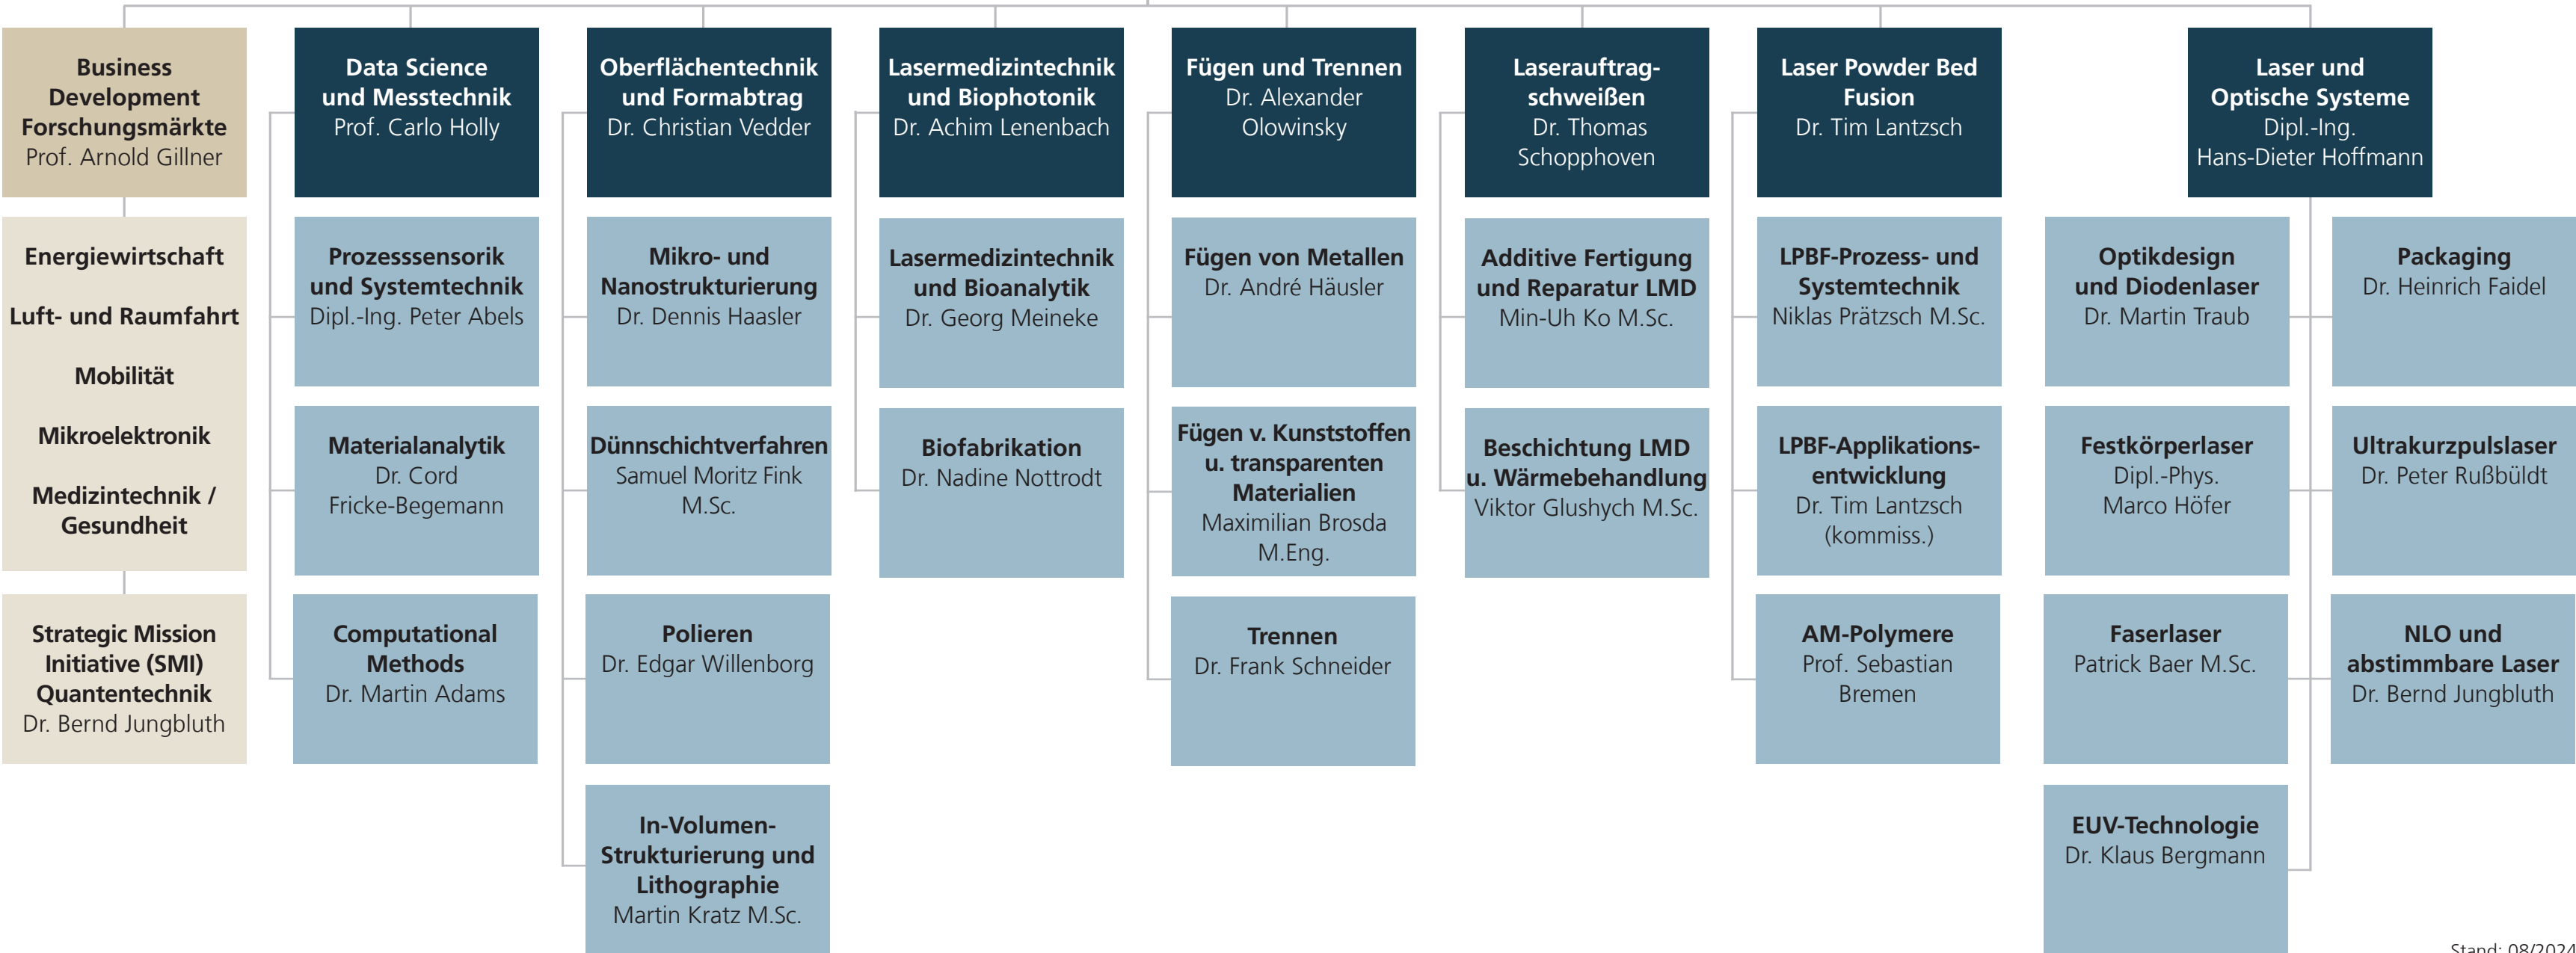 Business
Development
Forschungsmärkte
Prof. Arnold Gillner
Energiewirtschaft
Luft- und Raumfahrt
Mobilität
Mikroelektronik
Medizintechnik /
Gesundheit
Strategic Mission
Initiative (SMI)
Quantentechnik
Dr. Bernd Jungbluth
Data Science
und Messtechnik
Prof. Carlo Holly
Prozesssensorik
und Systemtechnik
Dipl.-Ing. Peter Abels
Materialanalytik
Dr. Cord
Fricke-Begemann
Computational
Methods
Dr. Martin Adams
Oberflächentechnik
und Formabtrag
Dr. Christian Vedder
Mikro- und
Nanostrukturierung
Dr. Dennis Haasler
Dünnschichtverfahren
Samuel Moritz Fink
M.Sc.
Polieren
Dr. Edgar Willenborg
In-Volumen-
Strukturierung und
Lithographie
Martin Kratz M.Sc.
Lasermedizintechnik
und Biophotonik
Dr. Achim Lenenbach
Lasermedizintechnik
und Bioanalytik
Dr. Georg Meineke
Biofabrikation
Dr. Nadine Nottrodt
Fügen und Trennen
Dr. Alexander
Olowinsky
Fügen von Metallen
Dr. André Häusler
Fügen v. Kunststoffen
u. transparenten
Materialien
Maximilian Brosda
M.Eng.
Trennen
Dr. Frank Schneider
Laserauftrag-
schweißen
Dr. Thomas
Schopphoven
Additive Fertigung
und Reparatur LMD
Min-Uh Ko M.Sc.
Beschichtung LMD
u. Wärmebehandlung
Viktor Glushych M.Sc.
Laser Powder Bed
Fusion
Dr. Tim Lantzsch
LPBF-Prozess- und
Systemtechnik
Niklas Prätzsch M.Sc.
LPBF-Applikations-
entwicklung
Dr. Tim Lantzsch
(kommiss.)
AM-Polymere
Prof. Sebastian
Bremen
Laser und
Optische Systeme
Dipl.-Ing.
Hans-Dieter Hoffmann
Optikdesign
und Diodenlaser
Dr. Martin Traub
Festkörperlaser
Dipl.-Phys.
Marco Höfer
Faserlaser
Patrick Baer M.Sc.
EUV-Technologie
Dr. Klaus Bergmann
Packaging
Dr. Heinrich Faidel
Ultrakurzpulslaser
Dr. Peter Rußbüldt
NLO und
abstimmbare Laser
Dr. Bernd Jungbluth
Stand: 08/2024